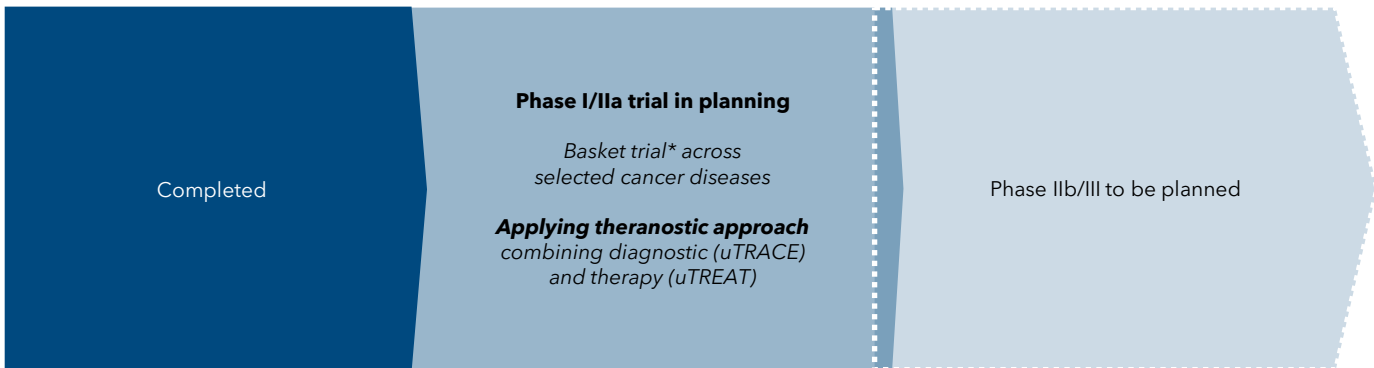 Completed
Phase I/IIa trial in planning
Basket trial* across
selected cancer diseases
Applying theranostic approach
combining diagnostic (uTRACE)
and therapy (uTREAT)
Phase IIb/III to be planned